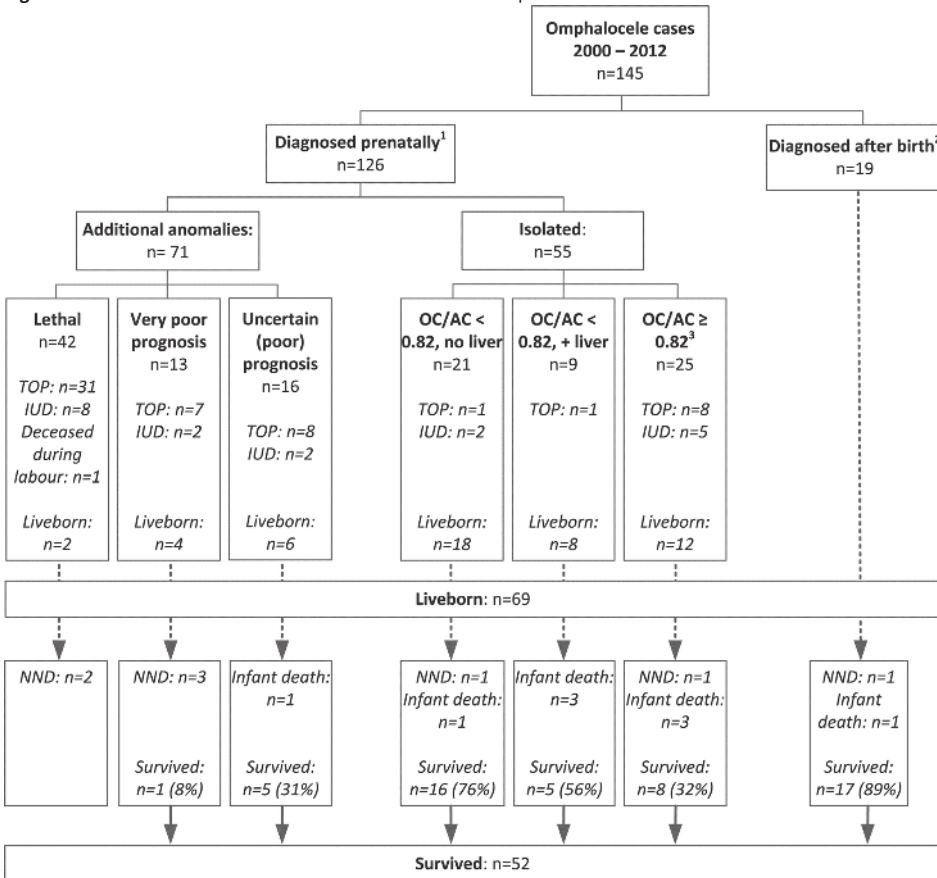 Omphalocele cases
2000 – 2012
n=145
Diagnosed prenatally1
n=126
Diagnosed after birth2
n=19
Additional anomalies:
n= 71
Isolated:
n=55
Lethal
n=42
TOP: n=31
IUD: n=8
Deceased
during
labour: n=1
Liveborn:
n=2
Very poor
prognosis
n=13
TOP: n=7
IUD: n=2
Liveborn:
n=4
Uncertain
(poor)
prognosis
n=16
TOP: n=8
IUD: n=2
Liveborn:
n=6
OC/AC <
0.82, no liver
n=21
TOP: n=1
IUD: n=2
Liveborn:
n=18
OC/AC <
0.82, + liver
n=9
TOP: n=1
Liveborn:
n=8
OC/AC ≥
0.823
n=25
TOP: n=8
IUD: n=5
Liveborn:
n=12
Liveborn: n=69
NND: n=2
NND: n=3
Survived:
n=1 (8%)
Infant death:
n=1
Survived:
n=5 (31%)
NND: n=1
Infant death:
n=1
Survived:
n=16 (76%)
Infant death:
n=3
Survived:
n=5 (56%)
NND: n=1
Infant death:
n=3
Survived:
n=8 (32%)
NND: n=1
Infant
death: n=1
Survived:
n=17 (89%)
Survived: n=52